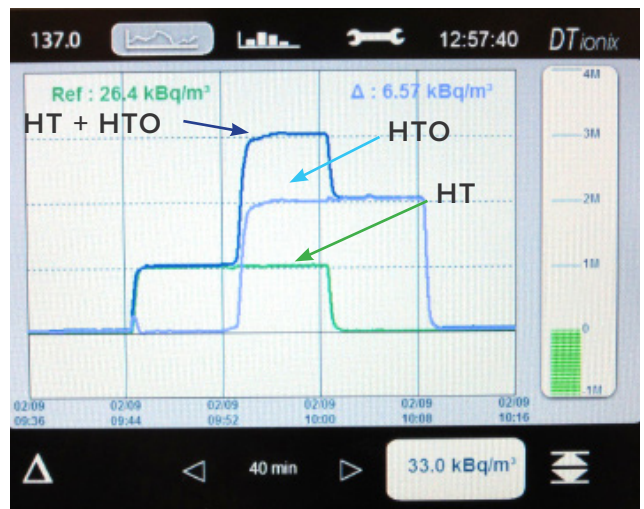 137.0
12:57:40
DTionix
Ref : 26.4 kBq/m³
Δ : 6.57 kBq/m³
4M
HT + HTO
HTO
3M
HT
2M
1M
0
-1M
02/09 02/09 02/09 02/09 02/09 02/09
09:36 09:44 09:52 10:00 10:08 10:16
Δ
40 min
33.0 kBq/m³